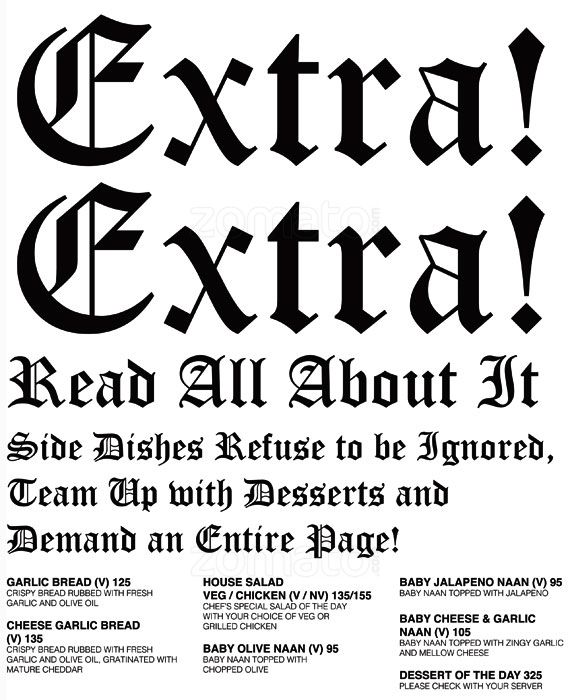 Extra!
Extra!
Read All About It
Side Dishes Refuse to be Ignored,
Team Up with Desserts and
Demand an Entire Page!
GARLIC BREAD (V) 125
CRISPY BREAD RUBBED WITH FRESH
GARLIC AND OLIVE OIL
CHEESE GARLIC BREAD
(V) 135
CRISPY BREAD RUBBED WITH FRESH
GARLIC AND OLIVE OIL, GRATINATED WITH
MATURE CHEDDAR
HOUSE SALAD
VEG / CHICKEN (V / NV) 135/155
CHEF'S SPECIAL SALAD OF THE DAY
WITH YOUR CHOICE OF VEG OR
GRILLED CHICKEN
BABY OLIVE NAAN (V) 95
BABY NAAN TOPPED WITH
CHOPPED OLIVE
BABY JALAPENO NAAN (V) 95
BABY NAAN TOPPED WITH JALAPENO
BABY CHEESE & GARLIC
NAAN (V) 105
BABY NAAN TOPPED WITH ZINGY GARLIC
AND MELLOW CHEESE
DESSERT OF THE DAY 325
PLEASE CHECK WITH YOUR SERVER
zomato.com
zomato.com